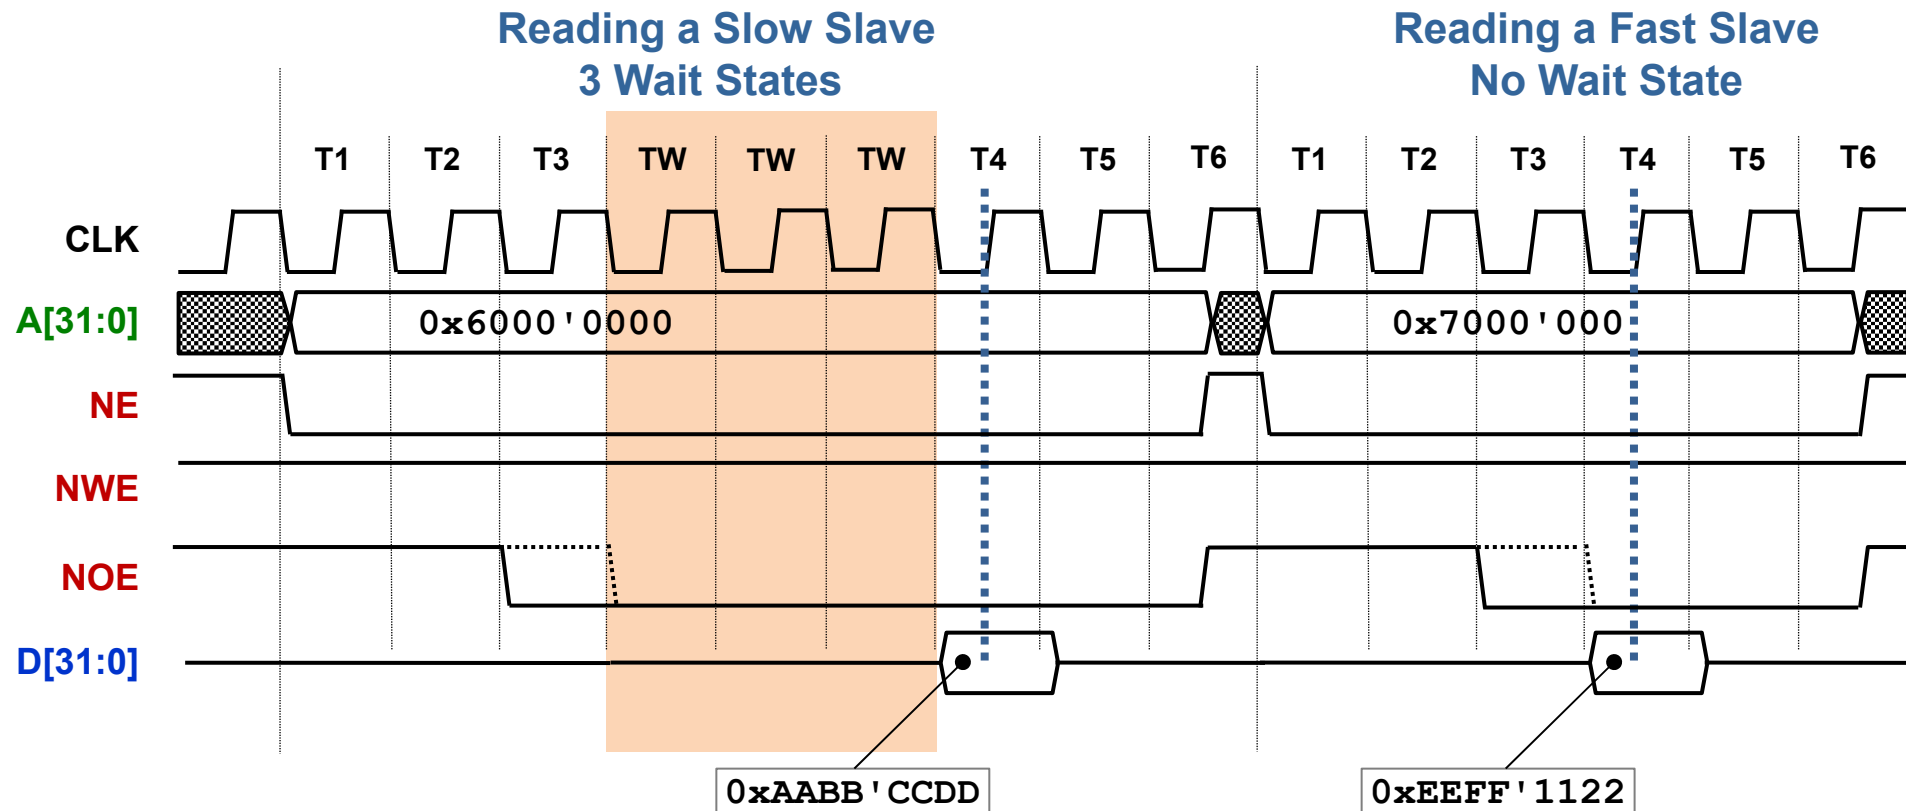 Reading a Slow Slave
3 Wait States
Reading a Fast Slave
No Wait State
T1 T2 T3 TW TW TW T4 T5 T6 T1 T2 T3 T4 T5 T6
CLK
A[31:0] 0x6000'0000 0x7000'000
NE
NWE
NOE
D[31:0]
0xAABB'CCDD 0xEEFF'1122